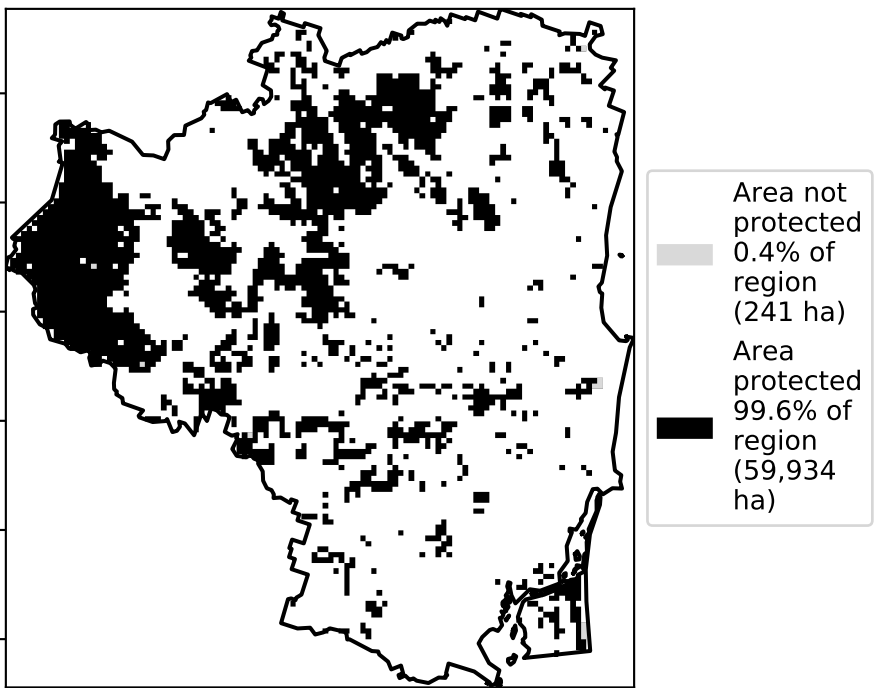 Area not
protected
0.4% of
region
(241 ha)
Area
protected
99.6% of
region
(59,934
ha)